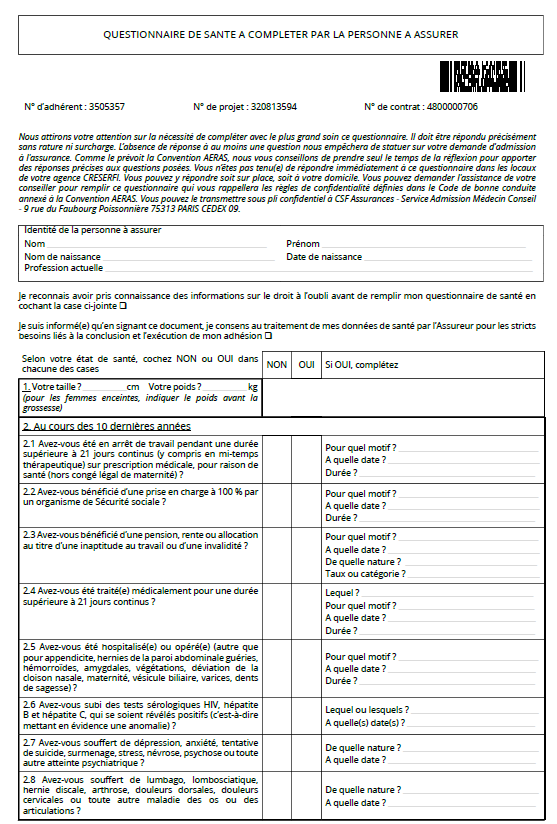 QUESTIONNAIRE DE SANTE A COMPLETER PAR LA PERSONNE A ASSURER
N° d'adhérent : 3505357 N° de projet : 320813594 N° de contrat : 4800000706
Nous attirons votre attention sur la nécessité de compléter avec le plus grand soin ce questionnaire. Il doit être répondu précisément
sans rature ni surcharge. L'absence de réponse à au moins une question nous empêchera de statuer sur votre demande d'admission
à l'assurance. Comme le prévoit la Convention AERAS, nous vous conseillons de prendre seul le temps de la réflexion pour apporter
des réponses précises aux questions posées. Vous n'êtes pas tenu(e) de répondre immédiatement à ce questionnaire dans les locaux
de votre agence CRESERFI. Vous pouvez y répondre soit sur place, soit à votre domicile. Vous pouvez demander l'assistance de votre
conseiller pour remplir ce questionnaire qui vous rappellera les règles de confidentialité définies dans le Code de bonne conduite
annexé à la Convention AERAS. Vous pouvez le transmettre sous pli confidentiel à CSF Assurances - Service Admission Médecin Conseil
- 9 rue du Faubourg Poissonnière 75313 PARIS CEDEX 09.
Identité de la personne à assurer
Nom Prénom
Nom de naissance Date de naissance
Profession actuelle
Je reconnais avoir pris connaissance des informations sur le droit à l'oubli avant de remplir mon questionnaire de santé en
cochant la case ci-jointe ❑
Je suis informé(e) qu'en signant ce document, je consens au traitement de mes données de santé par l'Assureur pour les stricts
besoins liés à la conclusion et l'exécution de mon adhésion ❑
Selon votre état de santé, cochez NON ou OUI dans
chacune des cases
NON OUI Si OUI, complétez
1. Votre taille ? cm Votre poids ? kg
(pour les femmes enceintes, indiquer le poids avant la
grossesse)
2. Au cours des 10 dernières années
2.1 Avez-vous été en arrêt de travail pendant une durée
supérieure à 21 jours continus (y compris en mi-temps
thérapeutique) sur prescription médicale, pour raison de
santé (hors congé légal de maternité) ?
Pour quel motif ?
A quelle date ?
Durée ?
2.2 Avez-vous bénéficié d'une prise en charge à 100 % par
un organisme de Sécurité sociale ?
Pour quel motif ?
A quelle date ?
Durée ?
2.3 Avez-vous bénéficié d'une pension, rente ou allocation
au titre d'une inaptitude au travail ou d'une invalidité ?
Pour quel motif ?
A quelle date ?
De quelle nature ?
Taux ou catégorie ?
2.4 Avez-vous été traité(e) médicalement pour une durée
supérieure à 21 jours continus ?
Lequel ?
Pour quel motif ?
A quelle date ?
Durée ?
2.5 Avez-vous été hospitalisé(e) ou opéré(e) (autre que
pour appendicite, hernies de la paroi abdominale guéries,
hémorroïdes, amygdales, végétations, déviation de la
cloison nasale, maternité, vésicule biliaire, varices, dents
de sagesse) ?
Pour quel motif ?
A quelle date ?
Durée ?
2.6 Avez-vous subi des tests sérologiques HIV, hépatite
B et hépatite C, qui se soient révélés positifs (c'est-à-dire
mettant en évidence une anomalie) ?
Lequel ou lesquels ?
A quelle(s) date(s) ?
2.7 Avez-vous souffert de dépression, anxiété, tentative
de suicide, surmenage, stress, névrose, psychose ou toute
autre atteinte psychiatrique ?
De quelle nature ?
A quelle date ?
2.8 Avez-vous souffert de lumbago, lombosciatique,
hernie discale, arthrose, douleurs dorsales, douleurs
cervicales ou toute autre maladie des os ou des
articulations ?
De quelle nature ?
A quelle date ?